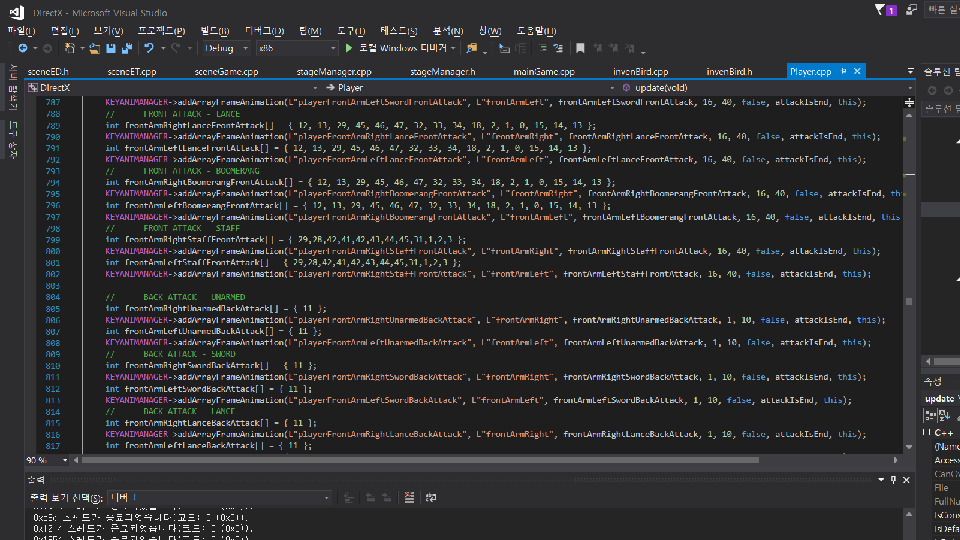 DirectX - Microsoft Visual Studio
파일(F) 편집(E) 보기(V) 프로젝트(P) 빌드(B) 디버그(D) 팀(M) 도구(T) 테스트(S) 분석(N) 창(W) 도움말(H)
Debug x86 로컬 Windows 디버거
sceneED.h sceneET.cpp sceneGame.cpp stageManager.cpp stageManager.h mainGame.cpp invenBird.cpp invenBird.h Player.cpp
DirectX Player update(void)
787 KEYANIMANAGER->addArrayFrameAnimation(L"playerFrontArmLeftSwordFrontAttack", L"frontArmLeft", frontArmLeftSwordFrontAttack, 16, 40, false, attackIsEnd, this);
788 // FRONT ATTACK - LANCE
789 int frontArmRightLanceFrontAttack[] = { 12, 13, 29, 45, 46, 47, 32, 33, 34, 18, 2, 1, 0, 15, 14, 13 };
790 KEYANIMANAGER->addArrayFrameAnimation(L"playerFrontArmRightLanceFrontAttack", L"frontArmRight", frontArmRightLanceFrontAttack, 16, 40, false, attackIsEnd, this);
791 int frontArmLeftLanceFrontAttack[] = { 12, 13, 29, 45, 46, 47, 32, 33, 34, 18, 2, 1, 0, 15, 14, 13 };
792 KEYANIMANAGER->addArrayFrameAnimation(L"playerFrontArmLeftLanceFrontAttack", L"frontArmLeft", frontArmLeftLanceFrontAttack, 16, 40, false, attackIsEnd, this);
793 // FRONT ATTACK - BOOMERANG
794 int frontArmRightBoomerangFrontAttack[] = { 12, 13, 29, 45, 46, 47, 32, 33, 34, 18, 2, 1, 0, 15, 14, 13 };
795 KEYANIMANAGER->addArrayFrameAnimation(L"playerFrontArmRightBoomerangFrontAttack", L"frontArmRight", frontArmRightBoomerangFrontAttack, 16, 40, false, attackIsEnd, this
796 int frontArmLeftBoomerangFrontAttack[] = { 12, 13, 29, 45, 46, 47, 32, 33, 34, 18, 2, 1, 0, 15, 14, 13 };
797 KEYANIMANAGER->addArrayFrameAnimation(L"playerFrontArmRightBoomerangFrontAttack", L"frontArmLeft", frontArmLeftBoomerangFrontAttack, 16, 40, false, attackIsEnd, this
798 // FRONT ATTACK - STAFF
799 int frontArmRightStaffFrontAttack[] = { 29,28,42,41,42,43,44,45,31,1,2,3 };
800 KEYANIMANAGER->addArrayFrameAnimation(L"playerFrontArmRightStaffFrontAttack", L"frontArmRight", frontArmRightStaffFrontAttack, 16, 40, false, attackIsEnd, this);
801 int frontArmLeftStaffFrontAttack[] = { 29,28,42,41,42,43,44,45,31,1,2,3 };
802 KEYANIMANAGER->addArrayFrameAnimation(L"playerFrontArmRightStaffFrontAttack", L"frontArmLeft", frontArmLeftStaffFrontAttack, 16, 40, false, attackIsEnd, this);
803
804 // BACK ATTACK - UNARMED
805 int frontArmRightUnarmedBackAttack[] = { 11 };
806 KEYANIMANAGER->addArrayFrameAnimation(L"playerFrontArmRightUnarmedBackAttack", L"frontArmRight", frontArmRightUnarmedBackAttack, 1, 10, false, attackIsEnd, this);
807 int frontArmLeftUnarmedBackAttack[] = { 11 };
808 KEYANIMANAGER->addArrayFrameAnimation(L"playerFrontArmLeftUnarmedBackAttack", L"frontArmLeft", frontArmLeftUnarmedBackAttack, 1, 10, false, attackIsEnd, this);
809 // BACK ATTACK - SWORD
810 int frontArmRightSwordBackAttack[] = { 11 };
811 KEYANIMANAGER->addArrayFrameAnimation(L"playerFrontArmRightSwordBackAttack", L"frontArmRight", frontArmRightSwordBackAttack, 1, 10, false, attackIsEnd, this);
812 int frontArmLeftSwordBackAttack[] = { 11 };
813 KEYANIMANAGER->addArrayFrameAnimation(L"playerFrontArmLeftSwordBackAttack", L"frontArmLeft", frontArmLeftSwordBackAttack, 1, 10, false, attackIsEnd, this);
814 // BACK ATTACK - LANCE
815 int frontArmRightLanceBackAttack[] = { 11 };
816 KEYANIMANAGER->addArrayFrameAnimation(L"playerFrontArmRightLanceBackAttack", L"frontArmRight", frontArmRightLanceBackAttack, 1, 10, false, attackIsEnd, this);
817 int frontArmLeftLanceBackAttack[] = { 11 };
90 %
출력
출력 보기 선택(S): 디버그
속성
update
C++
(Name
Access
CanO
File
FullNa
IsCons
IsDefa